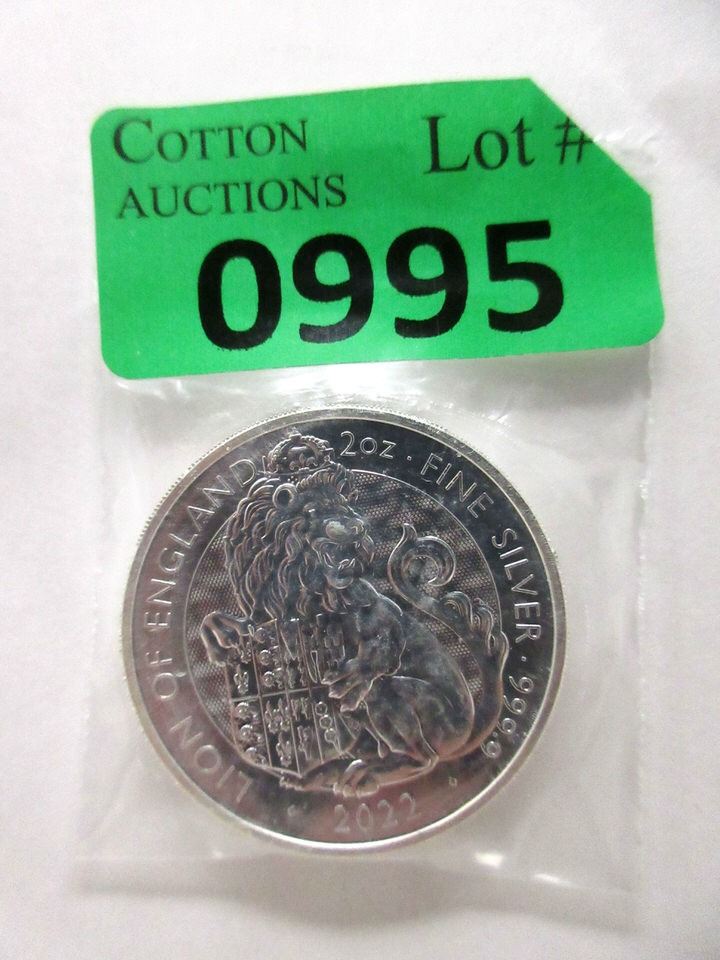 COTTON
AUCTIONS
Lot #
0995
LION OF ENGLAND 2OZ · FINE SILVER · 999.9
2022